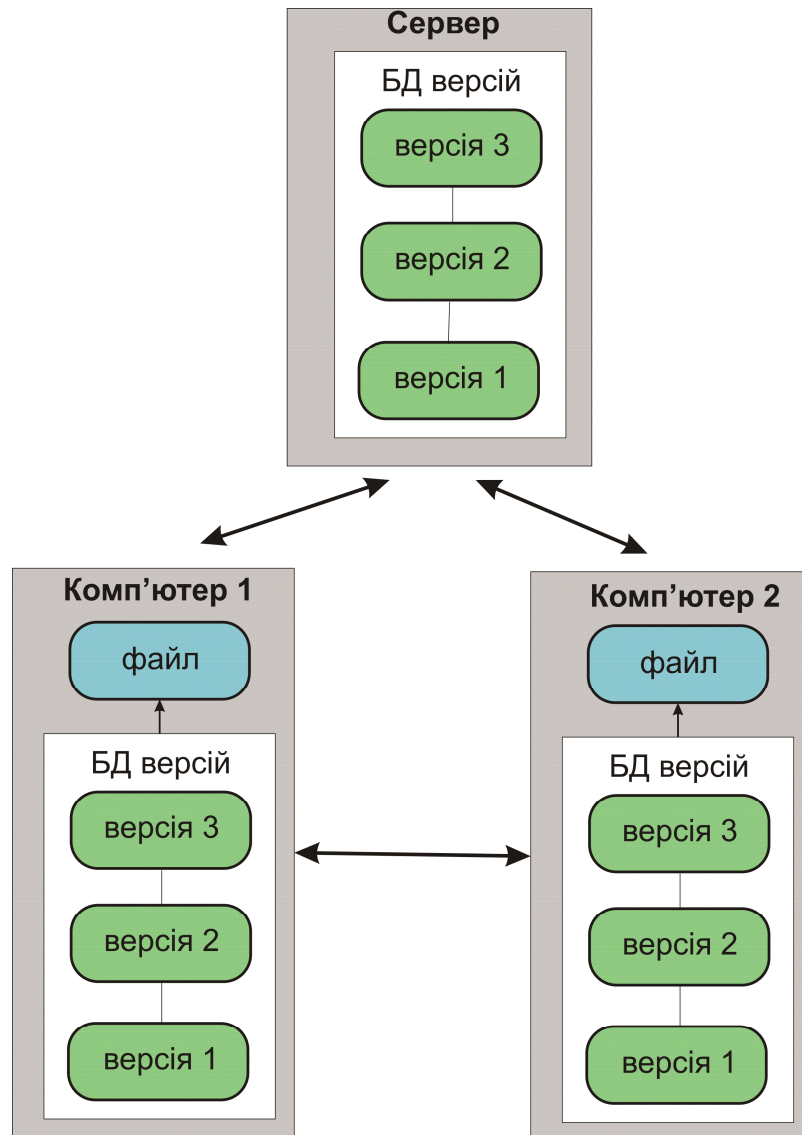 Сервер
БД версій
версія 3
версія 2
версія 1
Комп’ютер 1
файл
БД версій
версія 3
версія 2
версія 1
Комп’ютер 2
файл
БД версій
версія 3
версія 2
версія 1